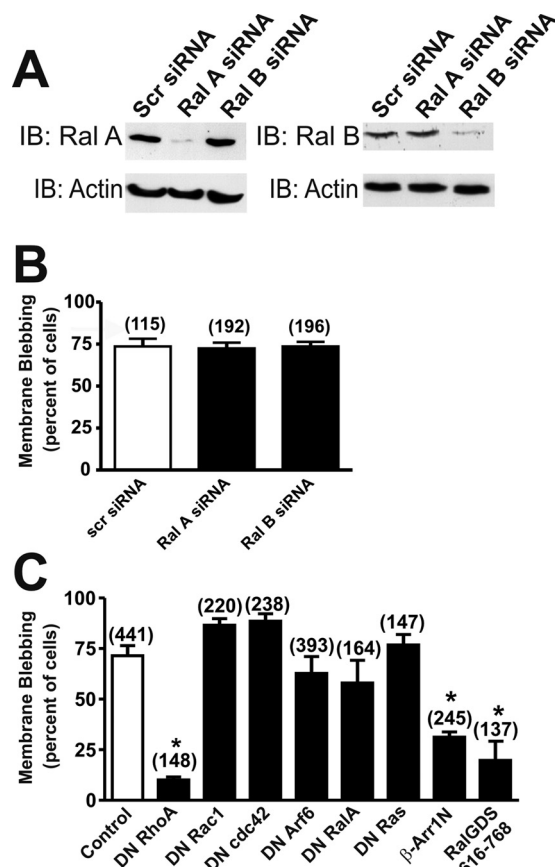 A
Scr siRNA
Ral A siRNA
Ral B siRNA
IB: Ral A
IB: Actin
Scr siRNA
Ral A siRNA
Ral B siRNA
IB: Ral B
IB: Actin
B
Membrane Blebbing
(percent of cells)
100
75
50
25
0
(115)
(192)
(196)
scr siRNA
Ral A siRNA
Ral B siRNA
C
Membrane Blebbing
(percent of cells)
100
75
50
25
0
(441)
*
(148)
(220)
(238)
(393)
(164)
(147)
*
(245)
*
(137)
Control
DN RhoA
DN Rac1
DN cdc42
DN Arf6
DN RalA
DN Ras
β-Arr1N
RalGDS
616-768